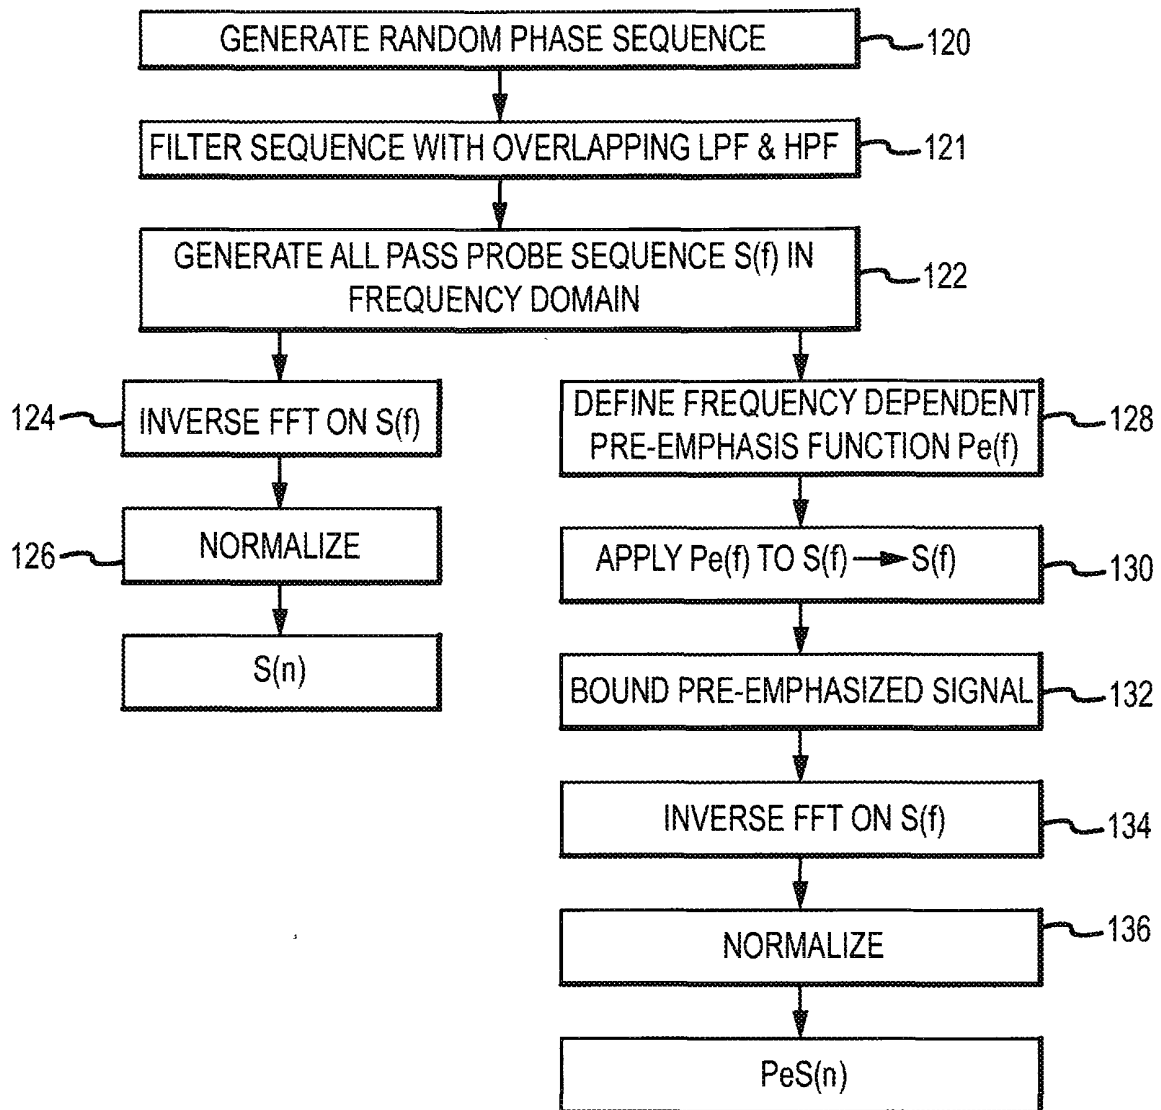 GENERATE RANDOM PHASE SEQUENCE
120
FILTER SEQUENCE WITH OVERLAPPING LPF & HPF
121
GENERATE ALL PASS PROBE SEQUENCE S(f) IN
FREQUENCY DOMAIN
122
124
INVERSE FFT ON S(f)
126
NORMALIZE
S(n)
DEFINE FREQUENCY DEPENDENT
PRE-EMPHASIS FUNCTION Pe(f)
128
APPLY Pe(f) TO S(f) → S(f)
130
BOUND PRE-EMPHASIZED SIGNAL
132
INVERSE FFT ON S(f)
134
NORMALIZE
136
PeS(n)